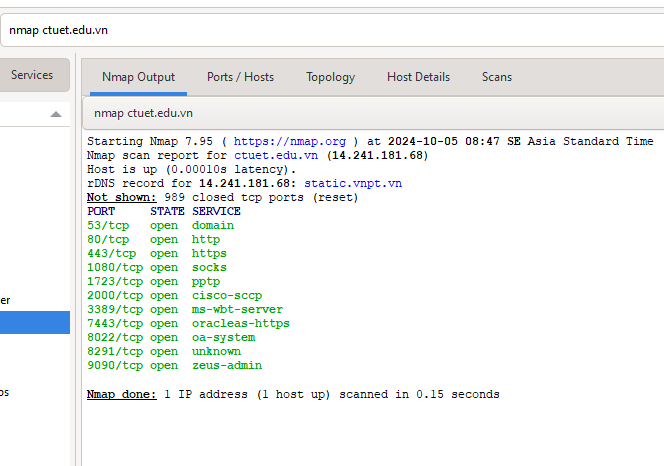 nmap ctuet.edu.vn
Services
Nmap Output Ports / Hosts Topology Host Details Scans
nmap ctuet.edu.vn
Starting Nmap 7.95 ( https://nmap.org ) at 2024-10-05 08:47 SE Asia Standard Time
Nmap scan report for ctuet.edu.vn (14.241.181.68)
Host is up (0.00010s latency).
rDNS record for 14.241.181.68: static.vnpt.vn
Not shown: 989 closed tcp ports (reset)
PORT STATE SERVICE
53/tcp open domain
80/tcp open http
443/tcp open https
1080/tcp open socks
1723/tcp open pptp
2000/tcp open cisco-sccp
3389/tcp open ms-wbt-server
7443/tcp open oracleas-https
8022/tcp open oa-system
8291/tcp open unknown
9090/tcp open zeus-admin
Nmap done: 1 IP address (1 host up) scanned in 0.15 seconds
er
os